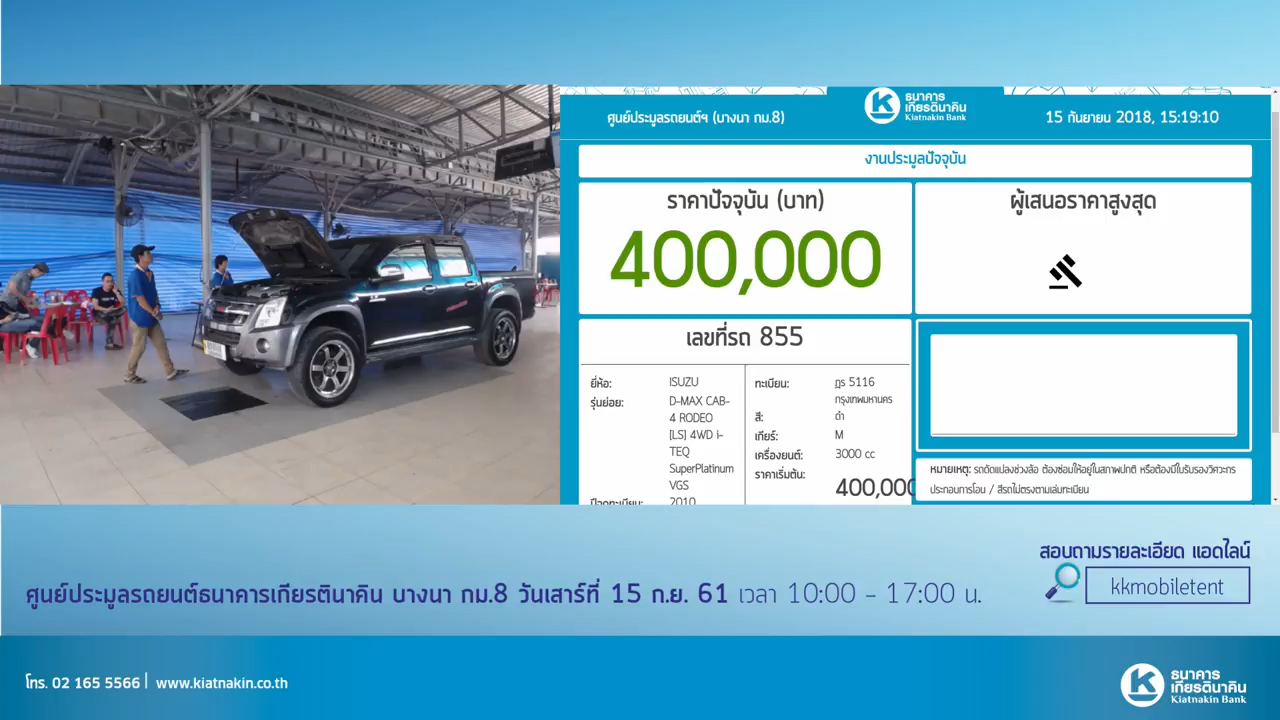 ศูนย์ประมูลรถยนต์ฯ (บางนา กม.8)
ธนาคาร
เกียรตินาคิน
Kiatnakin Bank
15 กันยายน 2018, 15:19:10
งานประมูลปัจจุบัน
ราคาปัจจุบัน (บาท)
400,000
ผู้เสนอราคาสูงสุด
เลขที่รถ 855
ยี่ห้อ: ISUZU
รุ่นย่อย: D-MAX CAB-
4 RODEO
[LS] 4WD i-
TEQ
SuperPlatinum
VGS
ปีจดทะเบียน: 2010
ทะเบียน: ฎร 5116
กรุงเทพมหานคร
สี: ดำ
เกียร์: M
เครื่องยนต์: 3000 cc
ราคาเริ่มต้น: 400,000
หมายเหตุ: รถดัดแปลงช่วงล้อ ต้องซ่อมให้อยู่ในสภาพปกติ หรือต้องมีใบรับรองวิศวะกร
ประกอบการโอน / สีรถไม่ตรงตามเล่มทะเบียน
สอบถามรายละเอียด แอดไลน์
kkmobiletent
ศูนย์ประมูลรถยนต์ธนาคารเกียรตินาคิน บางนา กม.8 วันเสาร์ที่ 15 ก.ย. 61 เวลา 10:00 - 17:00 น.
โทร. 02 165 5566 | www.kiatnakin.co.th
ธนาคาร
เกียรตินาคิน
Kiatnakin Bank